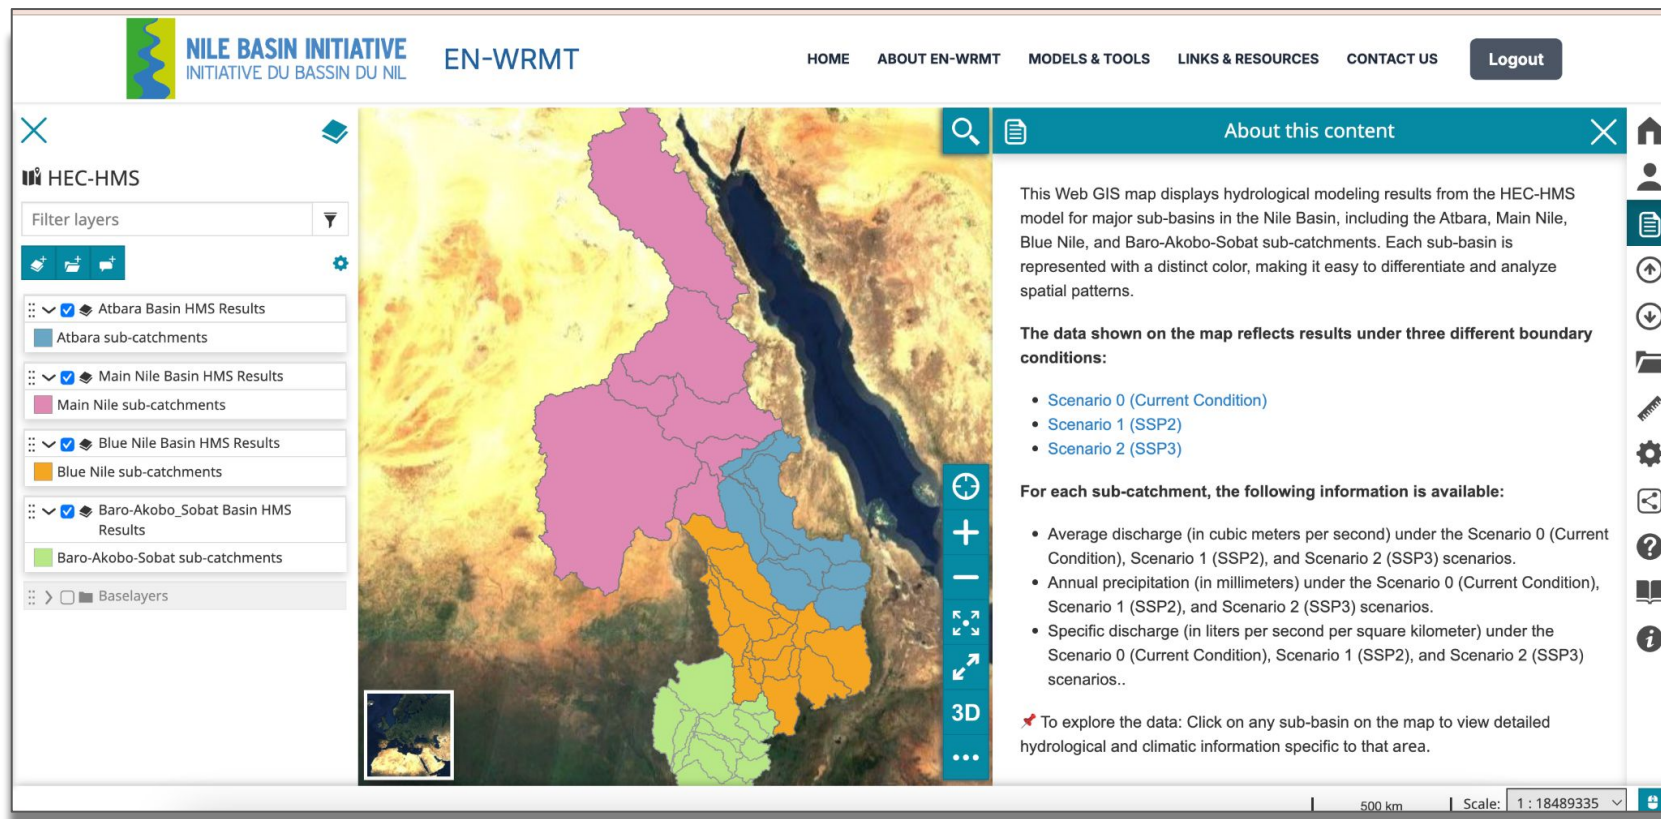 NILE BASIN INITIATIVE
INITIATIVE DU BASSIN DU NIL
EN-WRMT
HOME
ABOUT EN-WRMT
MODELS & TOOLS
LINKS & RESOURCES
CONTACT US
Logout
HEC-HMS
Filter layers
Atbara Basin HMS Results
Atbara sub-catchments
Main Nile Basin HMS Results
Main Nile sub-catchments
Blue Nile Basin HMS Results
Blue Nile sub-catchments
Baro-Akobo_Sobat Basin HMS
Results
Baro-Akobo-Sobat sub-catchments
Baselayers
3D
About this content
This Web GIS map displays hydrological modeling results from the HEC-HMS
model for major sub-basins in the Nile Basin, including the Atbara, Main Nile,
Blue Nile, and Baro-Akobo-Sobat sub-catchments. Each sub-basin is
represented with a distinct color, making it easy to differentiate and analyze
spatial patterns.
The data shown on the map reflects results under three different boundary
conditions:
• Scenario 0 (Current Condition)
• Scenario 1 (SSP2)
• Scenario 2 (SSP3)
For each sub-catchment, the following information is available:
• Average discharge (in cubic meters per second) under the Scenario 0 (Current
Condition), Scenario 1 (SSP2), and Scenario 2 (SSP3) scenarios.
• Annual precipitation (in millimeters) under the Scenario 0 (Current Condition),
Scenario 1 (SSP2), and Scenario 2 (SSP3) scenarios.
• Specific discharge (in liters per second per square kilometer) under the
Scenario 0 (Current Condition), Scenario 1 (SSP2), and Scenario 2 (SSP3)
scenarios..
📌 To explore the data: Click on any sub-basin on the map to view detailed
hydrological and climatic information specific to that area.
500 km
Scale: 1 : 18489335